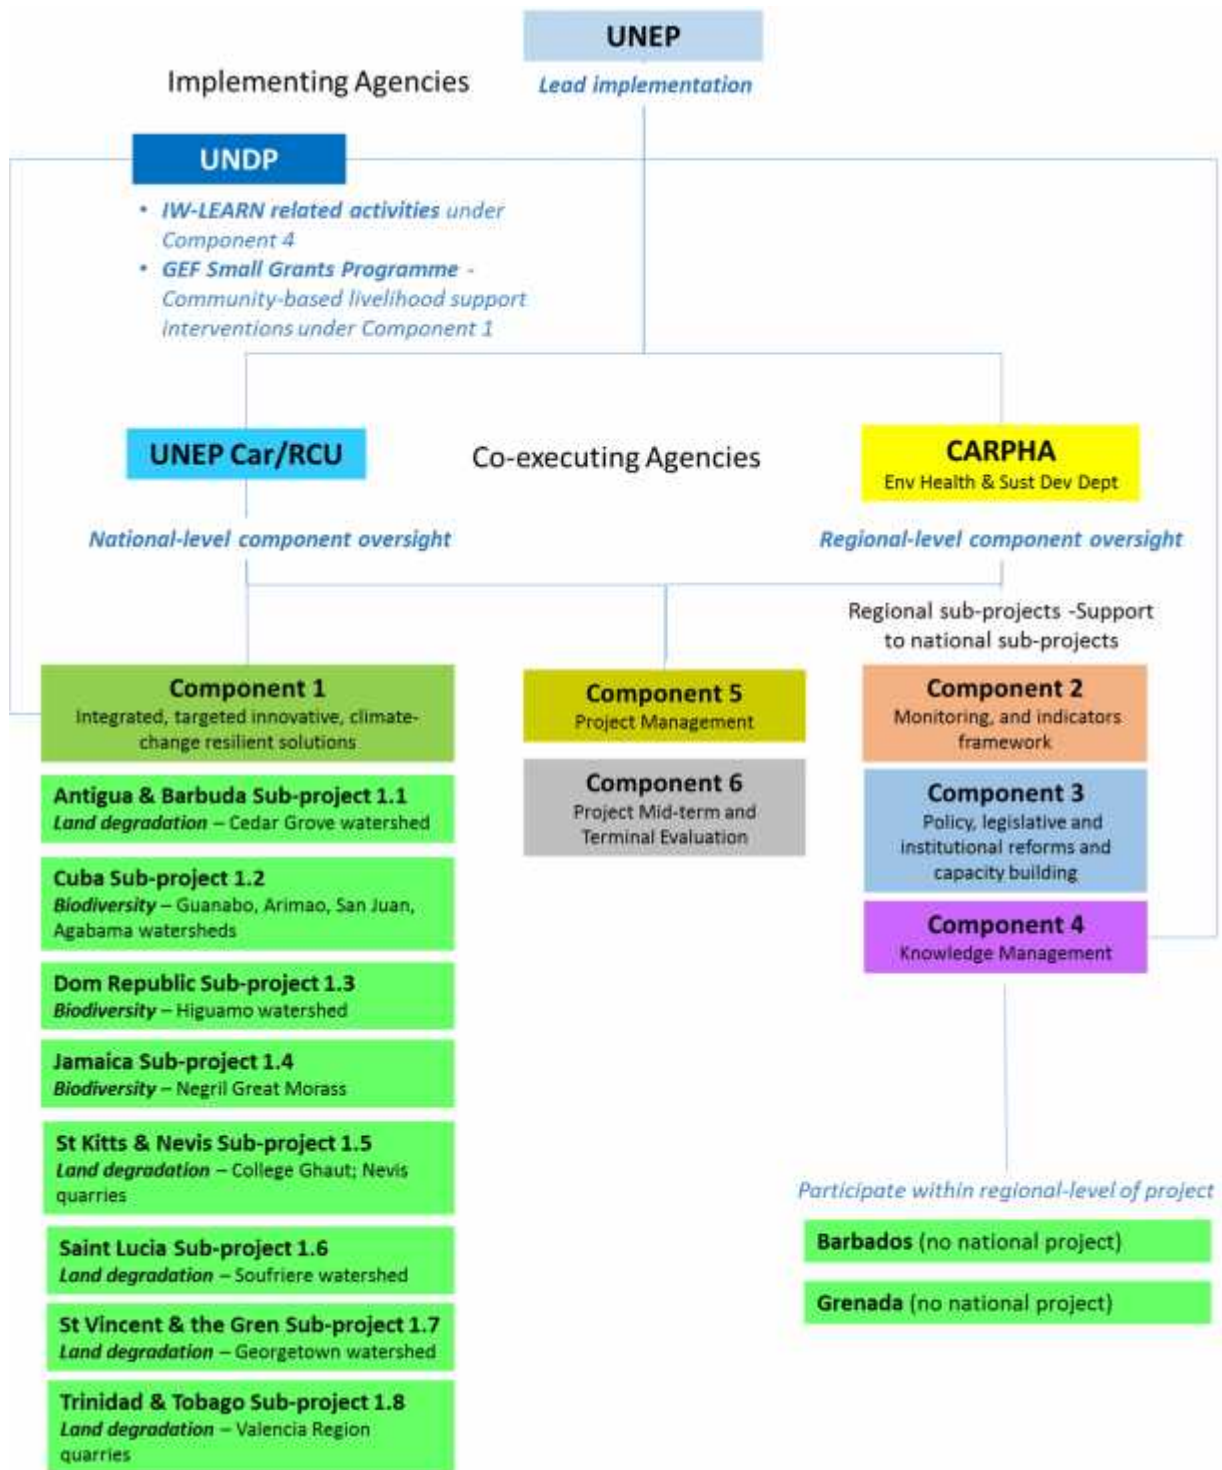 UNEP
Implementing Agencies
Lead implementation
UNDP
• IW-LEARN related activities under
Component 4
• GEF Small Grants Programme -
Community-based livelihood support
interventions under Component 1
UNEP Car/RCU
Co-executing Agencies
CARPHA
Env Health & Sust Dev Dept
National-level component oversight
Regional-level component oversight
Regional sub-projects -Support
to national sub-projects
Component 1
Integrated, targeted innovative, climate-
change resilient solutions
Component 5
Project Management
Component 2
Monitoring, and indicators
framework
Component 6
Project Mid-term and
Terminal Evaluation
Component 3
Policy, legislative and
institutional reforms and
capacity building
Component 4
Knowledge Management
Antigua & Barbuda Sub-project 1.1
Land degradation – Cedar Grove watershed
Cuba Sub-project 1.2
Biodiversity – Guanabo, Arimao, San Juan,
Agabama watersheds
Dom Republic Sub-project 1.3
Biodiversity – Higuamo watershed
Jamaica Sub-project 1.4
Biodiversity – Negril Great Morass
St Kitts & Nevis Sub-project 1.5
Land degradation – College Ghaut; Nevis
quarries
Saint Lucia Sub-project 1.6
Land degradation – Soufriere watershed
St Vincent & the Gren Sub-project 1.7
Land degradation – Georgetown watershed
Trinidad & Tobago Sub-project 1.8
Land degradation – Valencia Region
quarries
Participate within regional-level of project
Barbados (no national project)
Grenada (no national project)